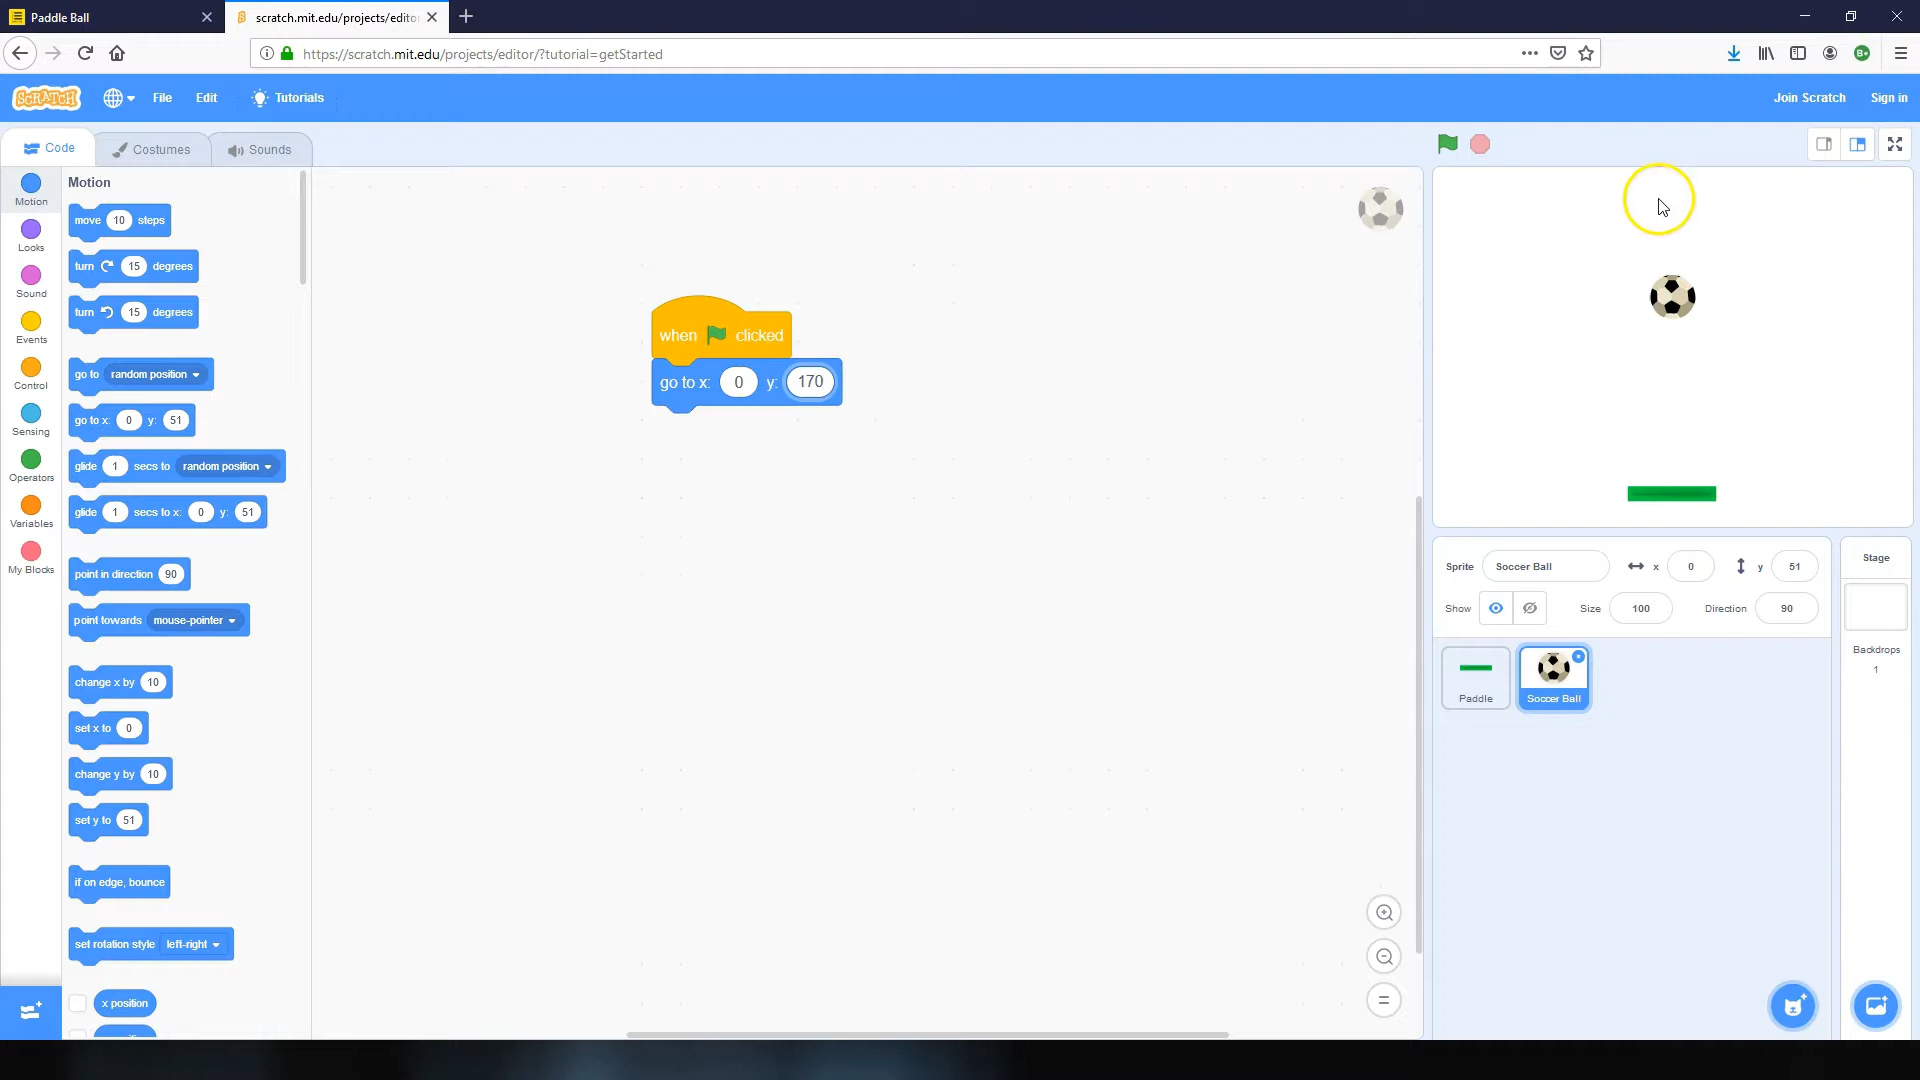 Paddle Ball
scratch.mit.edu/projects/editor
https://scratch.mit.edu/projects/editor/?tutorial=getStarted
SCRATCH
File
Edit
Tutorials
Join Scratch
Sign in
Code
Costumes
Sounds
Motion
Looks
Sound
Events
Control
Sensing
Operators
Variables
My Blocks
Motion
move 10 steps
turn 15 degrees
turn 15 degrees
go to random position
go to x: 0 y: 51
glide 1 secs to random position
glide 1 secs to x: 0 y: 51
point in direction 90
point towards mouse-pointer
change x by 10
set x to 0
change y by 10
set y to 51
if on edge, bounce
set rotation style left-right
x position
when clicked
go to x: 0 y: 170
Sprite Soccer Ball x 0 y 51
Show Size 100 Direction 90
Paddle
Soccer Ball
Stage
Backdrops
1